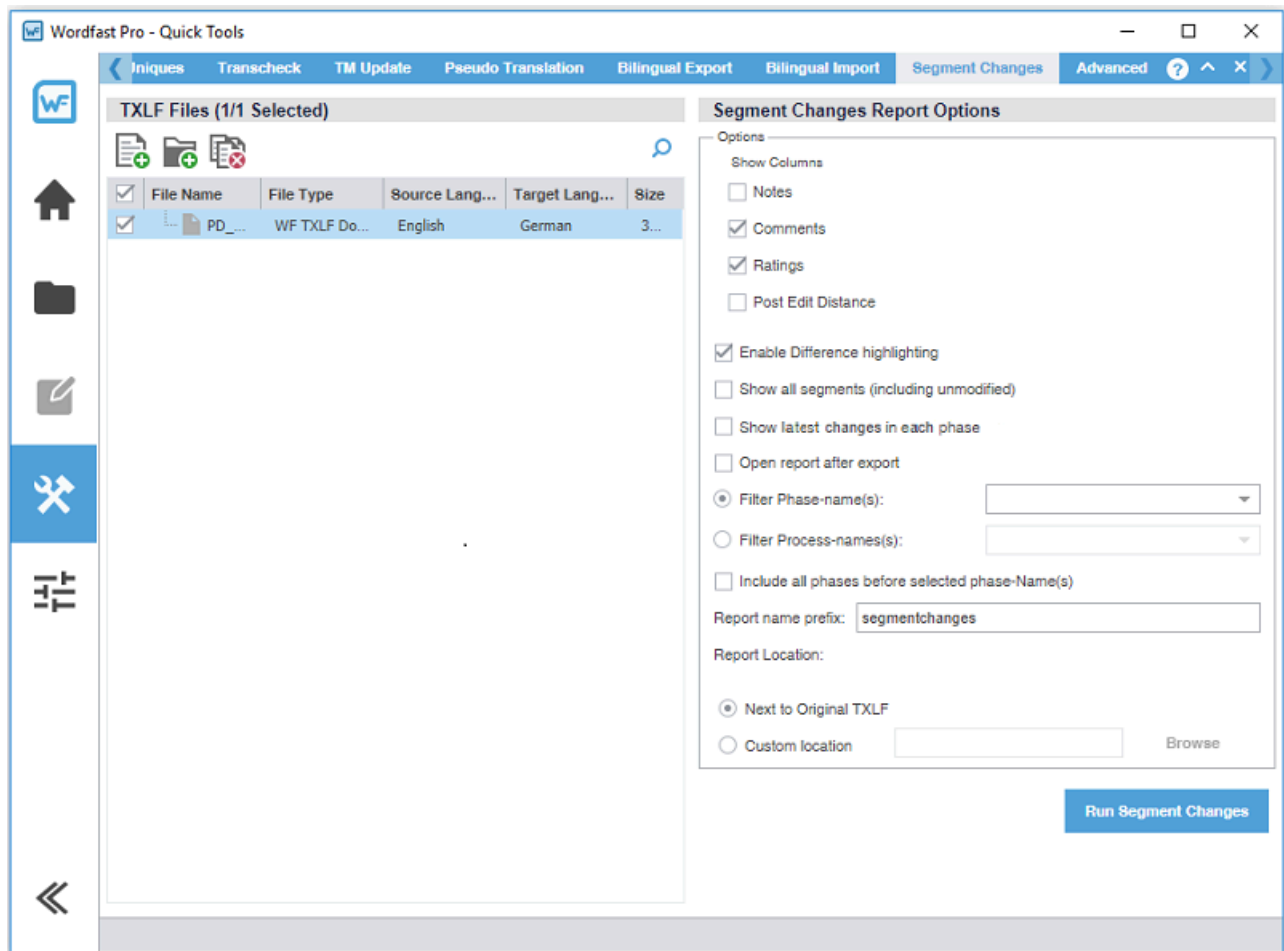 Wordfast Pro - Quick Tools
Uniques Transcheck TM Update Pseudo Translation Bilingual Export Bilingual Import Segment Changes Advanced
WF
TXLF Files (1/1 Selected)
File Name File Type Source Lang... Target Lang... Size
PD_... WF TXLF Do... English German 3...
Segment Changes Report Options
Options
Show Columns
Notes
Comments
Ratings
Post Edit Distance
Enable Difference highlighting
Show all segments (including unmodified)
Show latest changes in each phase
Open report after export
Filter Phase-name(s):
Filter Process-names(s):
Include all phases before selected phase-Name(s)
Report name prefix: segmentchanges
Report Location:
Next to Original TXLF
Custom location Browse
Run Segment Changes